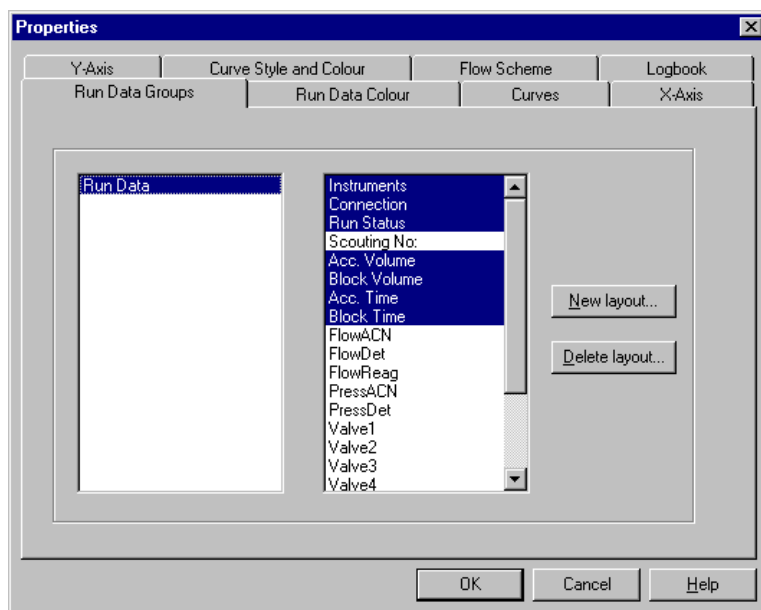 Properties
Y-Axis Curve Style and Colour Flow Scheme Logbook
Run Data Groups Run Data Colour Curves X-Axis
Run Data
Instruments
Connection
Run Status
Scouting No:
Acc. Volume
Block Volume
Acc. Time
Block Time
FlowACN
FlowDet
FlowReag
PressACN
PressDet
Valve1
Valve2
Valve3
Valve4
New layout...
Delete layout...
OK Cancel Help